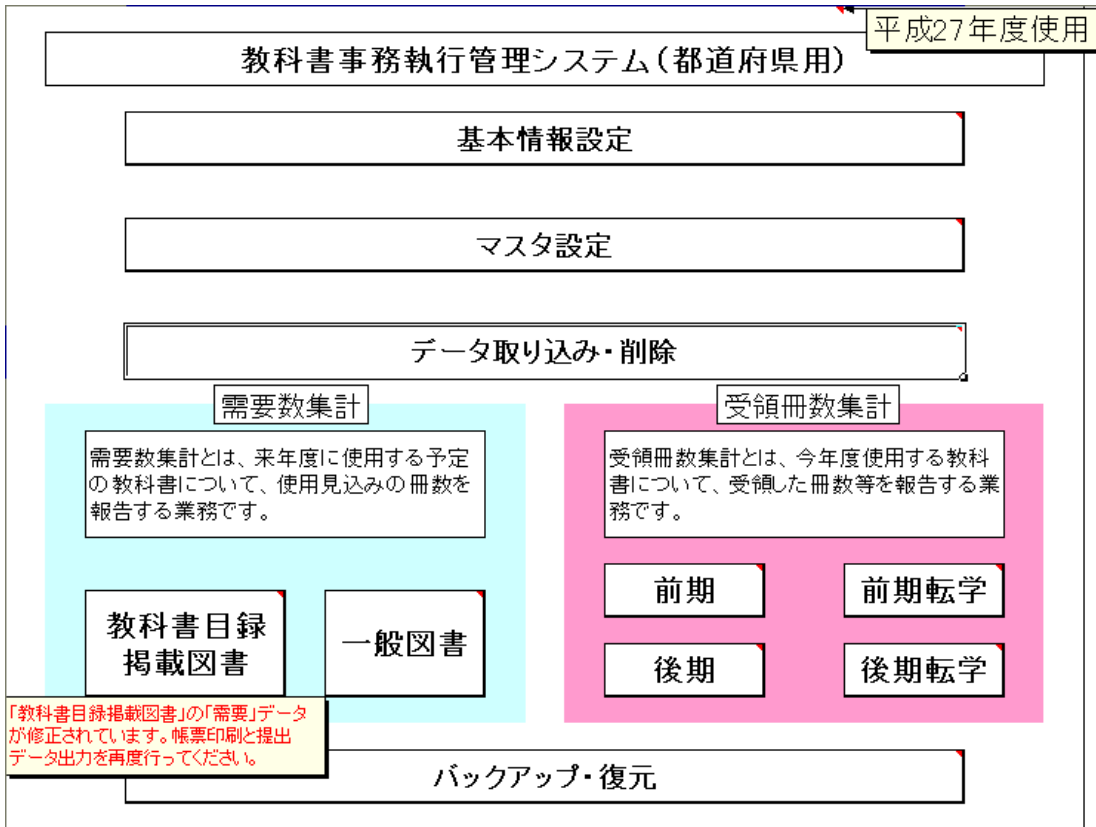 平成27年度使用
教科書事務執行管理システム(都道府県用)
基本情報設定
マスタ設定
データ取り込み・削除
需要数集計
需要数集計とは、来年度に使用する予定
の教科書について、使用見込みの冊数を
報告する業務です。
教科書目録
掲載図書
一般図書
「教科書目録掲載図書」の「需要」データ
が修正されています。帳票印刷と提出
データ出力を再度行ってください。
受領冊数集計
受領冊数集計とは、今年度使用する教科
書について、受領した冊数等を報告する業
務です。
前期
前期転学
後期
後期転学
バックアップ・復元